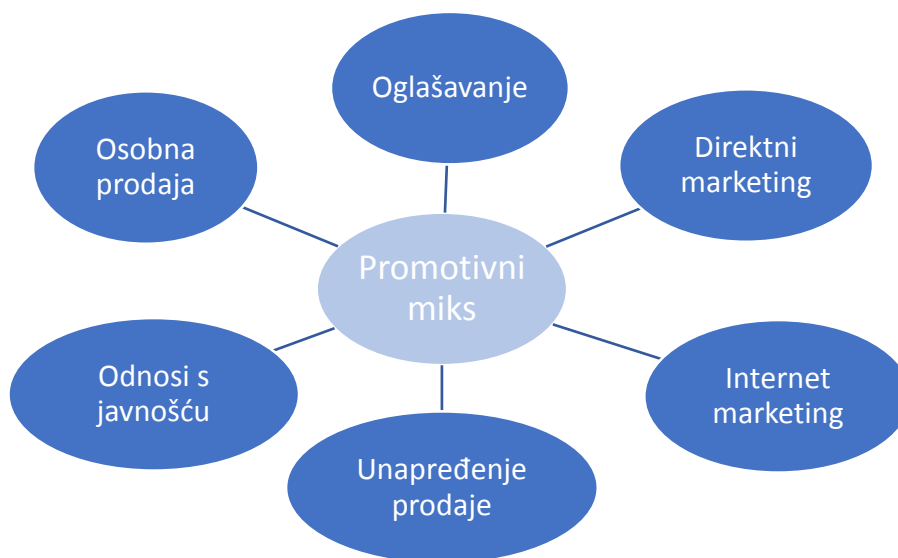 Oglašavanje
Osobna
prodaja
Direktni
marketing
Promotivni
miks
Odnosi s
javnošću
Internet
marketing
Unapređenje
prodaje